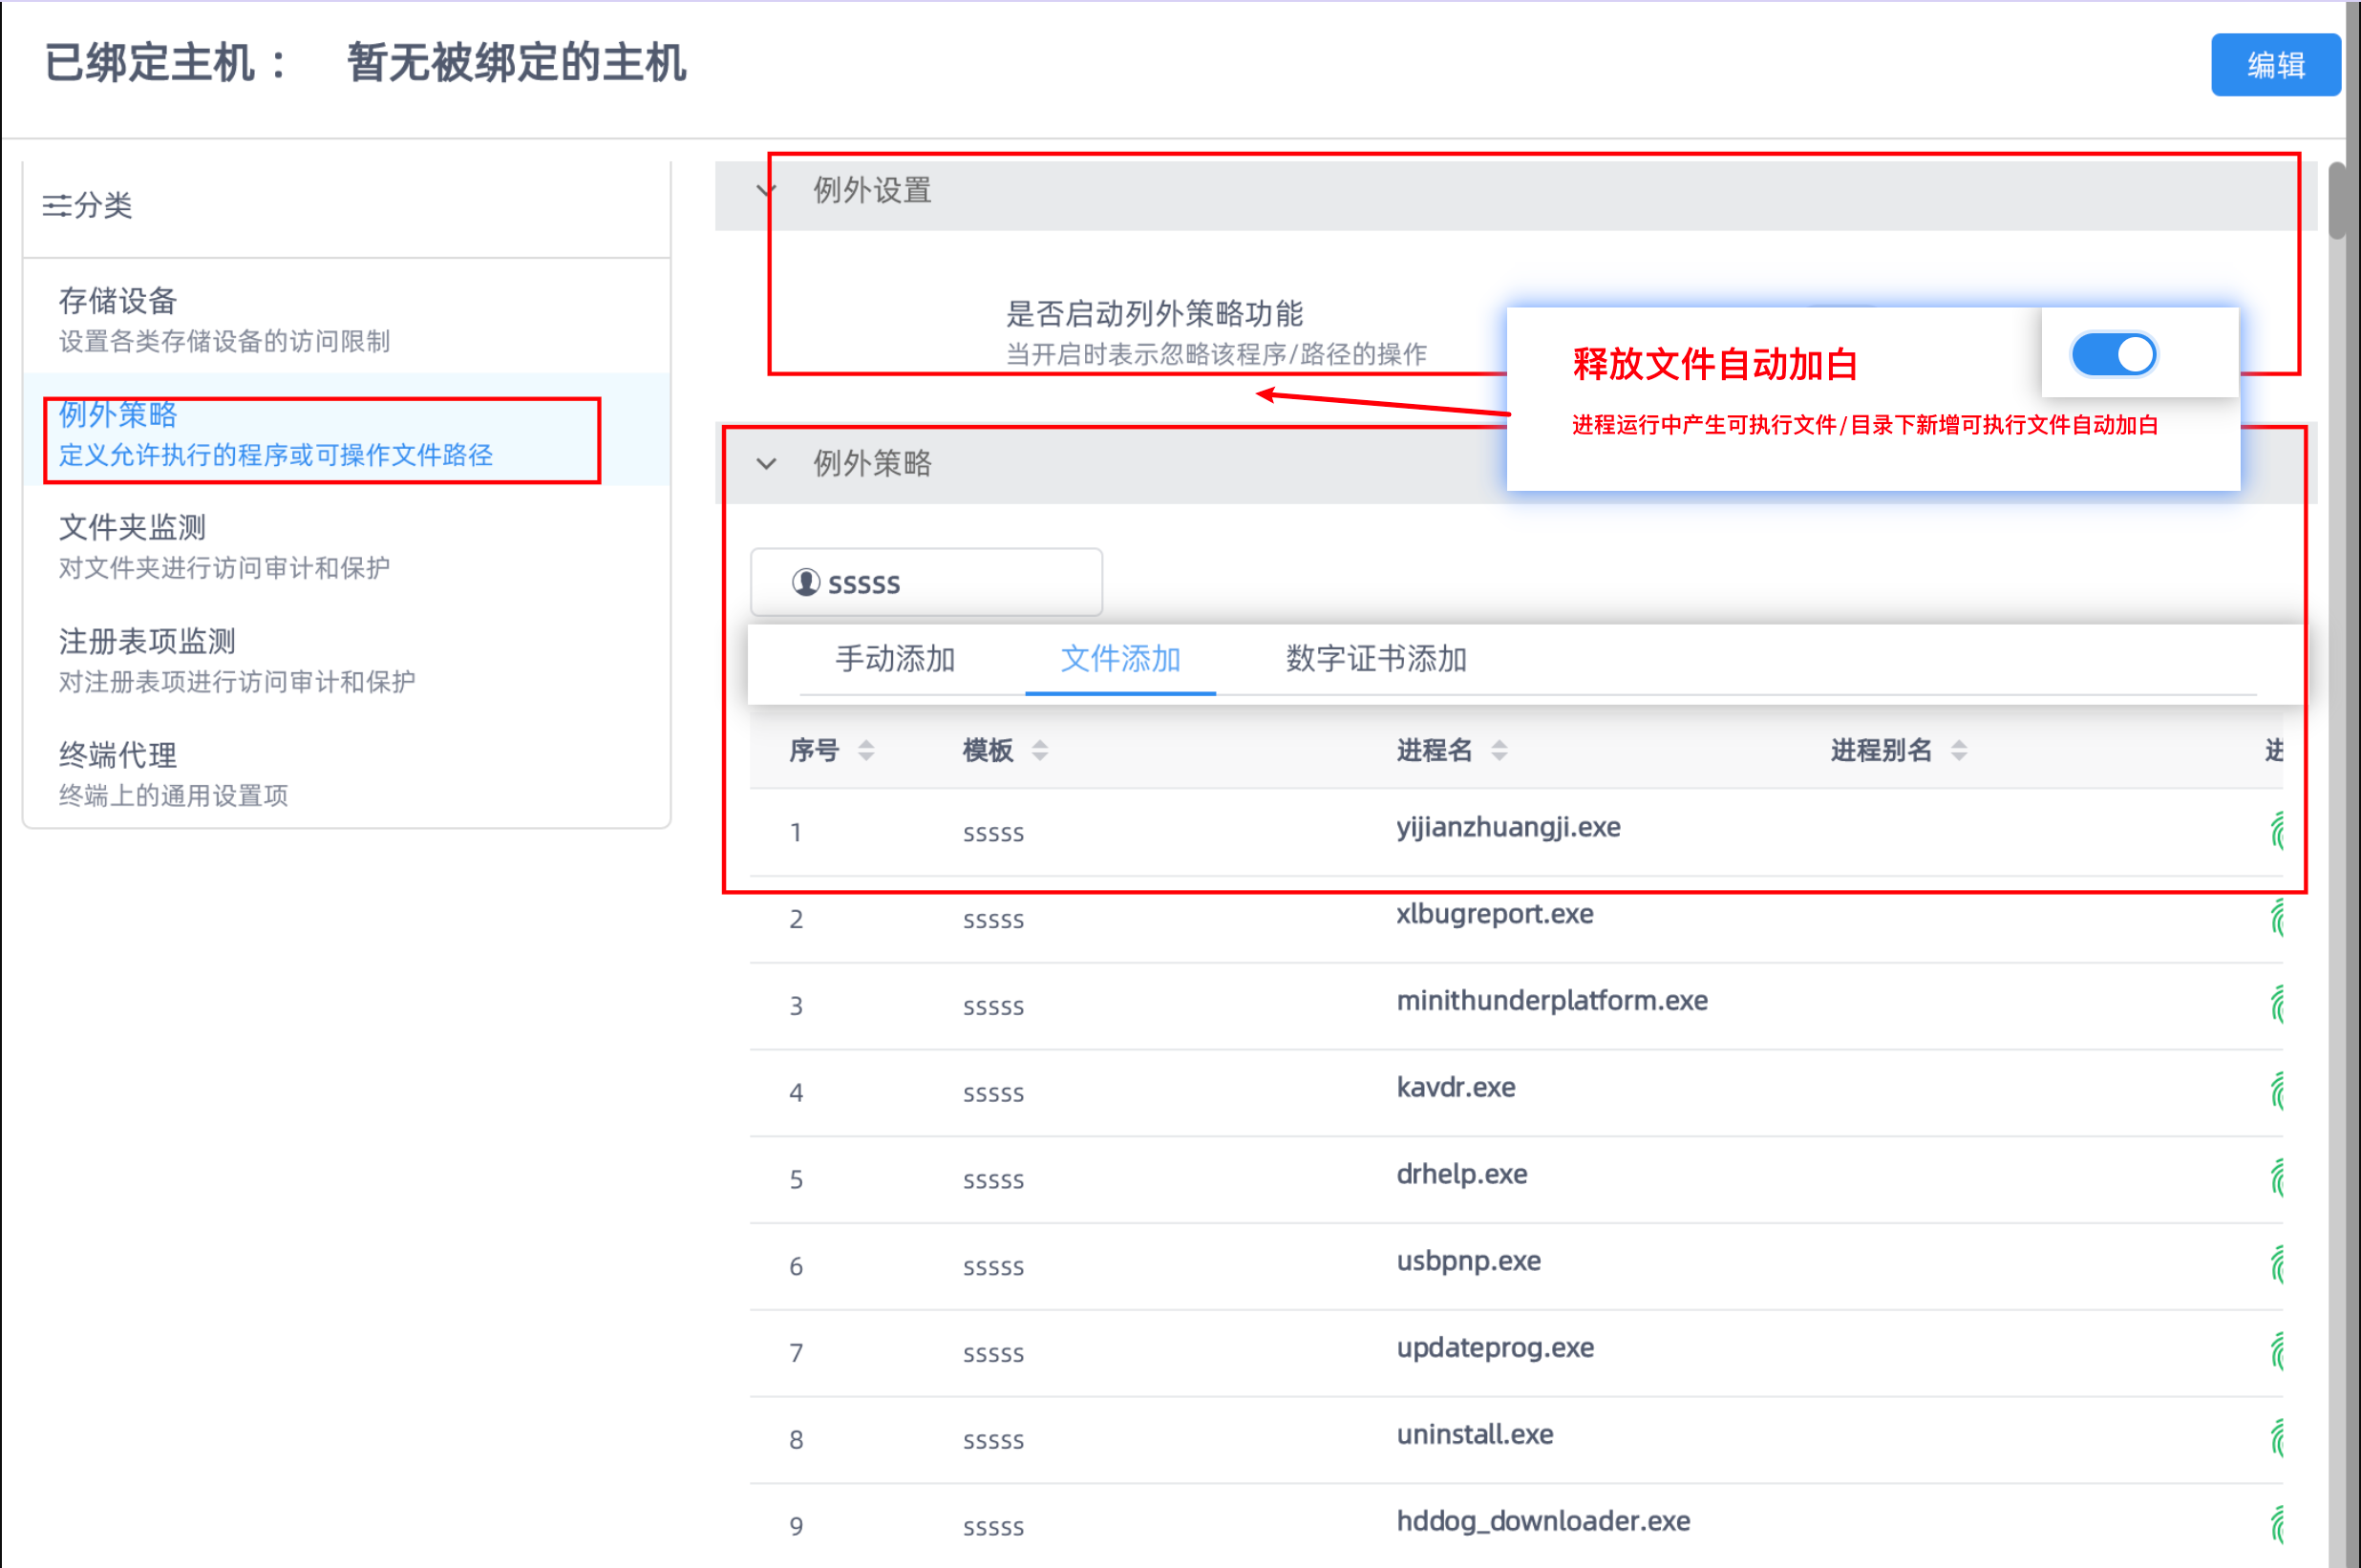 已绑定主机： 暂无被绑定的主机
编辑
分类
存储设备
设置各类存储设备的访问限制
例外策略
定义允许执行的程序或可操作文件路径
文件夹监测
对文件夹进行访问审计和保护
注册表项监测
对注册表项进行访问审计和保护
终端代理
终端上的通用设置项
例外设置
是否启动列外策略功能
当开启时表示忽略该程序/路径的操作
释放文件自动加白
进程运行中产生可执行文件/目录下新增可执行文件自动加白
例外策略
sssss
手动添加 文件添加 数字证书添加
序号 模板 进程名 进程别名 进
1 sssss yijianzhuangji.exe
2 sssss xlbugreport.exe
3 sssss minithunderplatform.exe
4 sssss kavdr.exe
5 sssss drhelp.exe
6 sssss usbpnp.exe
7 sssss updateprog.exe
8 sssss uninstall.exe
9 sssss hddog_downloader.exe